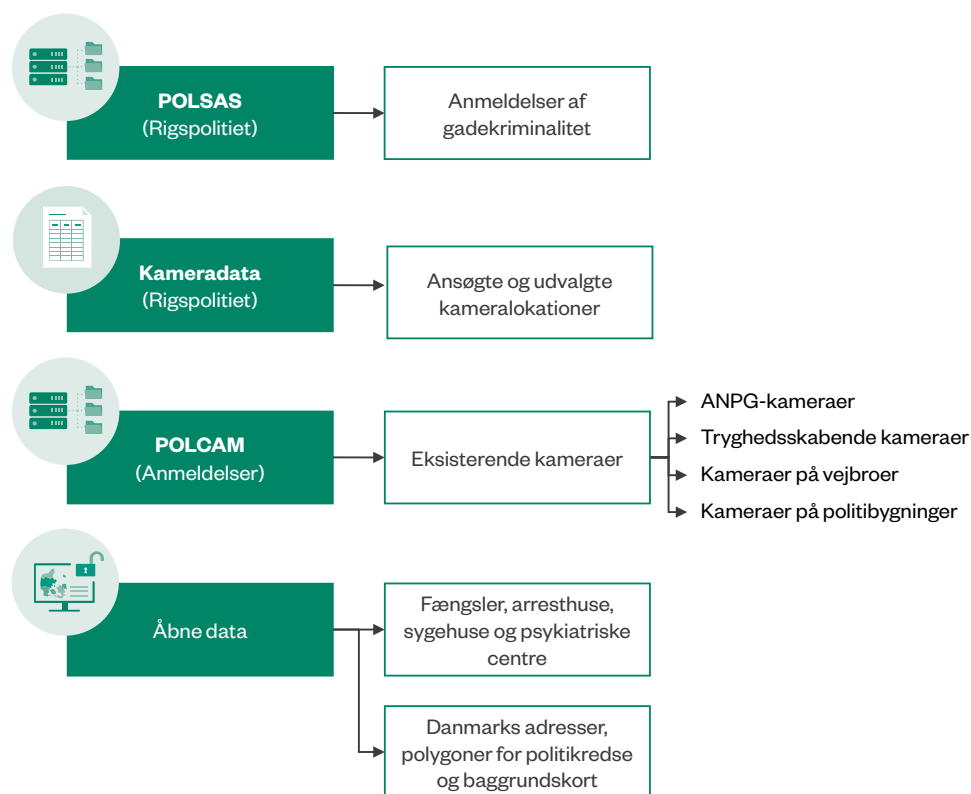 POLSAS
(Rigspolitiet)
Anmeldelser af
gadekriminalitet
Kameradata
(Rigspolitiet)
Ansøgte og udvalgte
kameralokationer
POLCAM
(Anmeldelser)
Eksisterende kameraer
ANPG-kameraer
Tryghedsskabende kameraer
Kameraer på vejbroer
Kameraer på politibygninger
Åbne data
Fængsler, arresthuse,
sygehuse og psykiatriske
centre
Danmarks adresser,
polygoner for politikredse
og baggrundskort